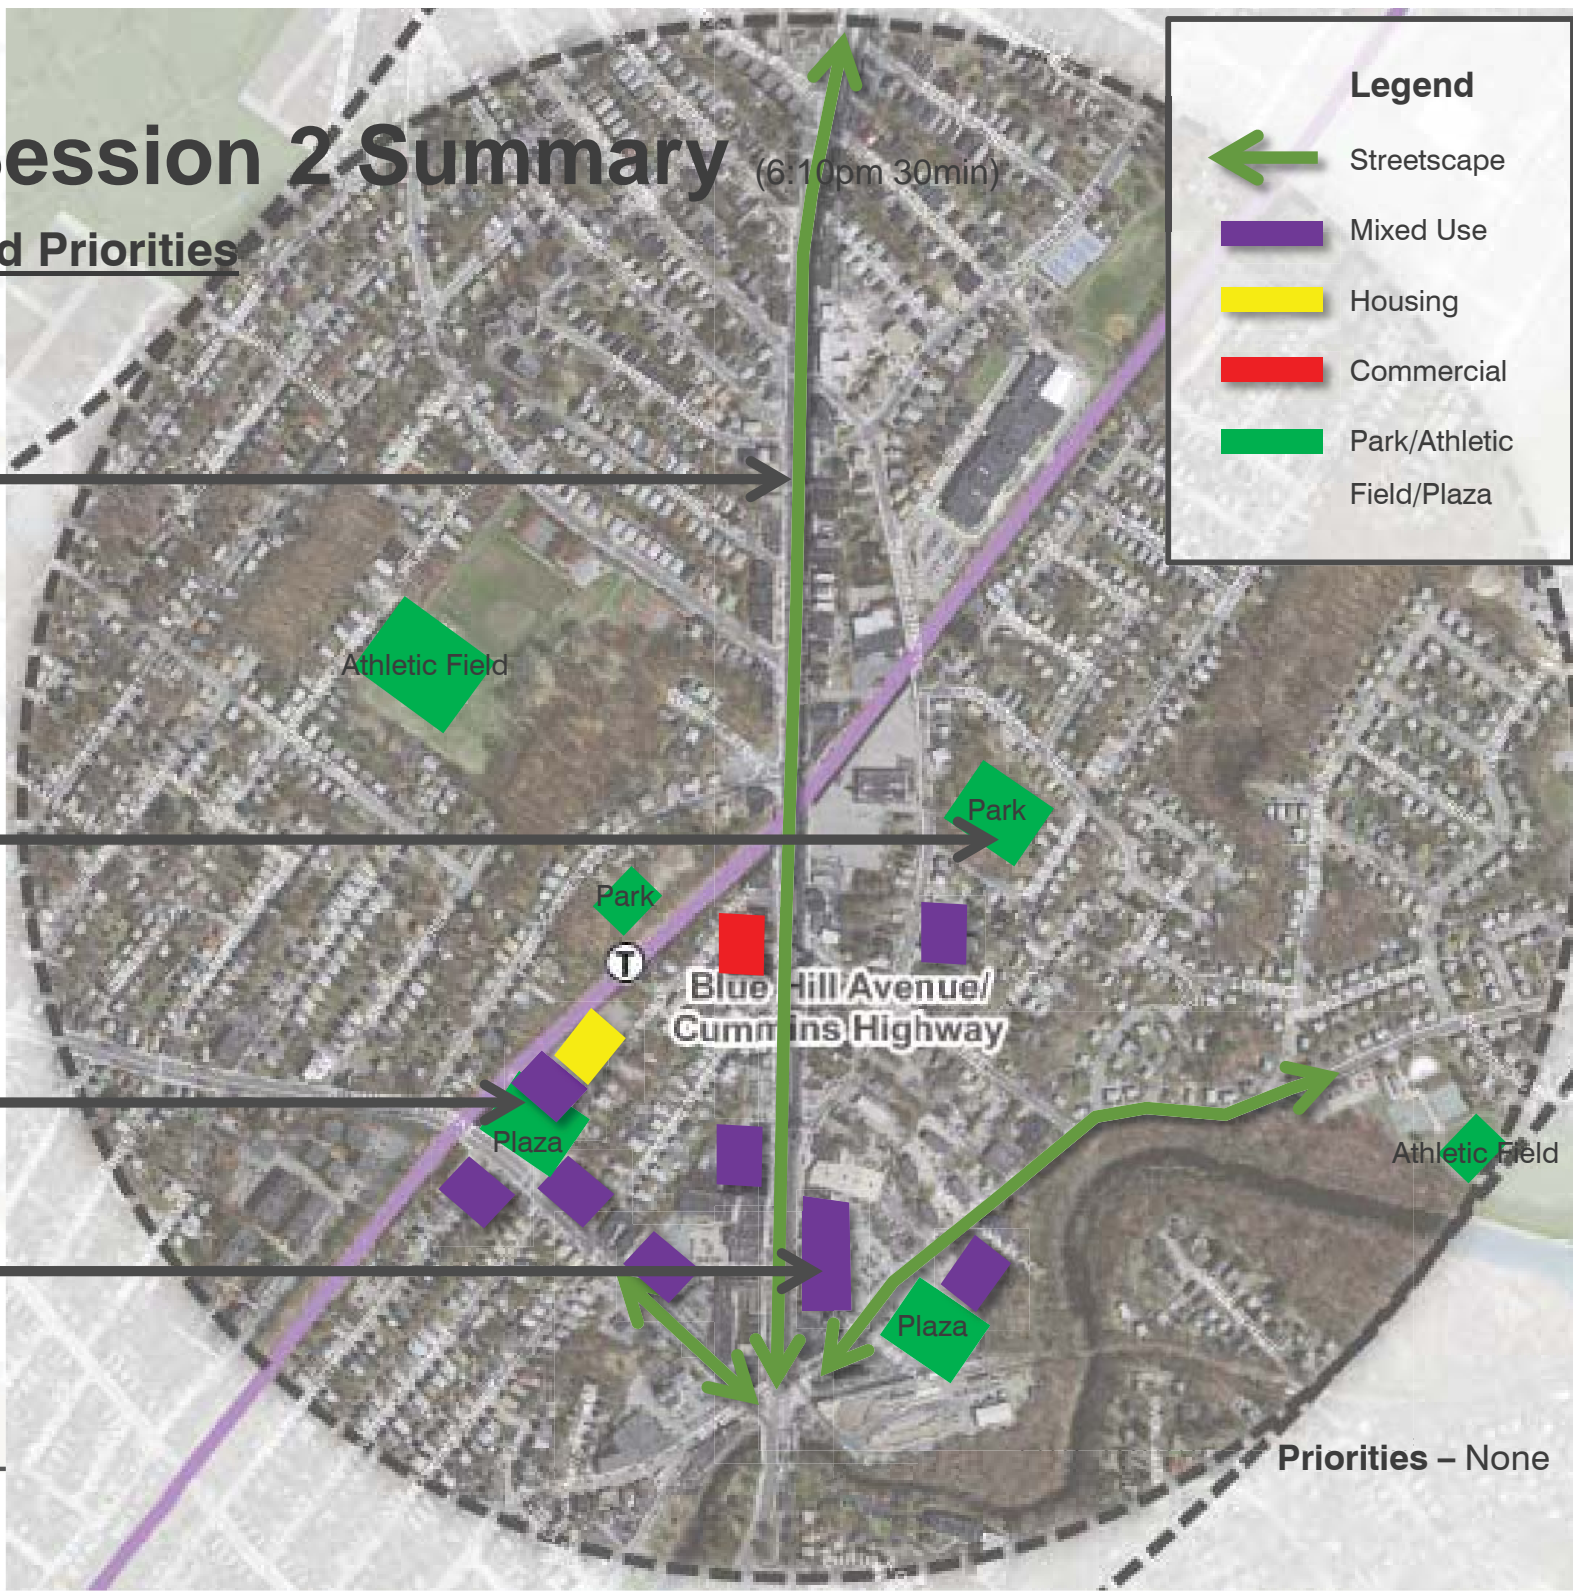 ession 2 Summary (6:10pm 30min)
d Priorities
Legend
Streetscape
Mixed Use
Housing
Commercial
Park/Athletic
Field/Plaza
Athletic Field
Park
Park
T
Blue Hill Avenue/
Cummins Highway
Plaza
Athletic Field
Plaza
Priorities – None